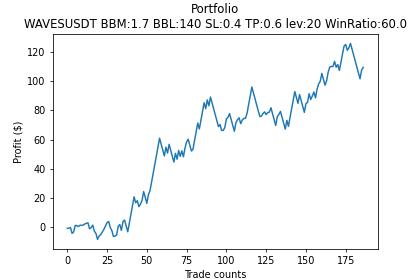 Portfolio
WAVESUSDT BBM:1.7 BBL:140 SL:0.4 TP:0.6 lev:20 WinRatio:60.0
120
100
80
60
40
20
0
Profit ($)
0 25 50 75 100 125 150 175
Trade counts